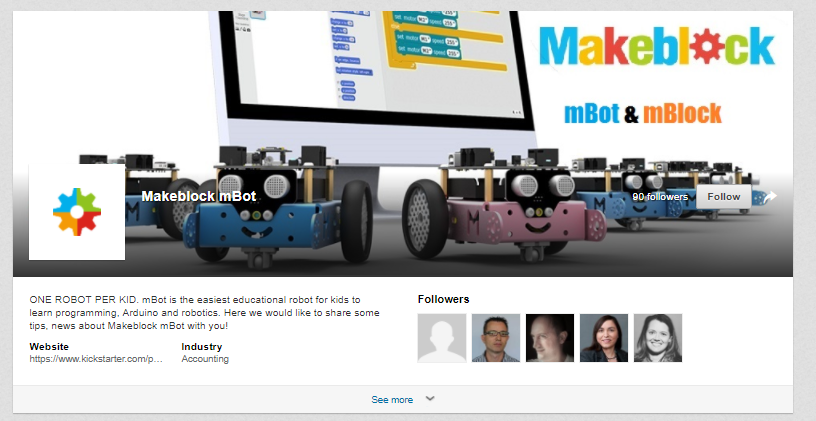 Makeblock
mBot & mBlock
Makeblock mBot
90 followers
Follow
ONE ROBOT PER KID. mBot is the easiest educational robot for kids to
learn programming, Arduino and robotics. Here we would like to share some
tips, news about Makeblock mBot with you!
Website
https://www.kickstarter.com/p...
Industry
Accounting
Followers
See more